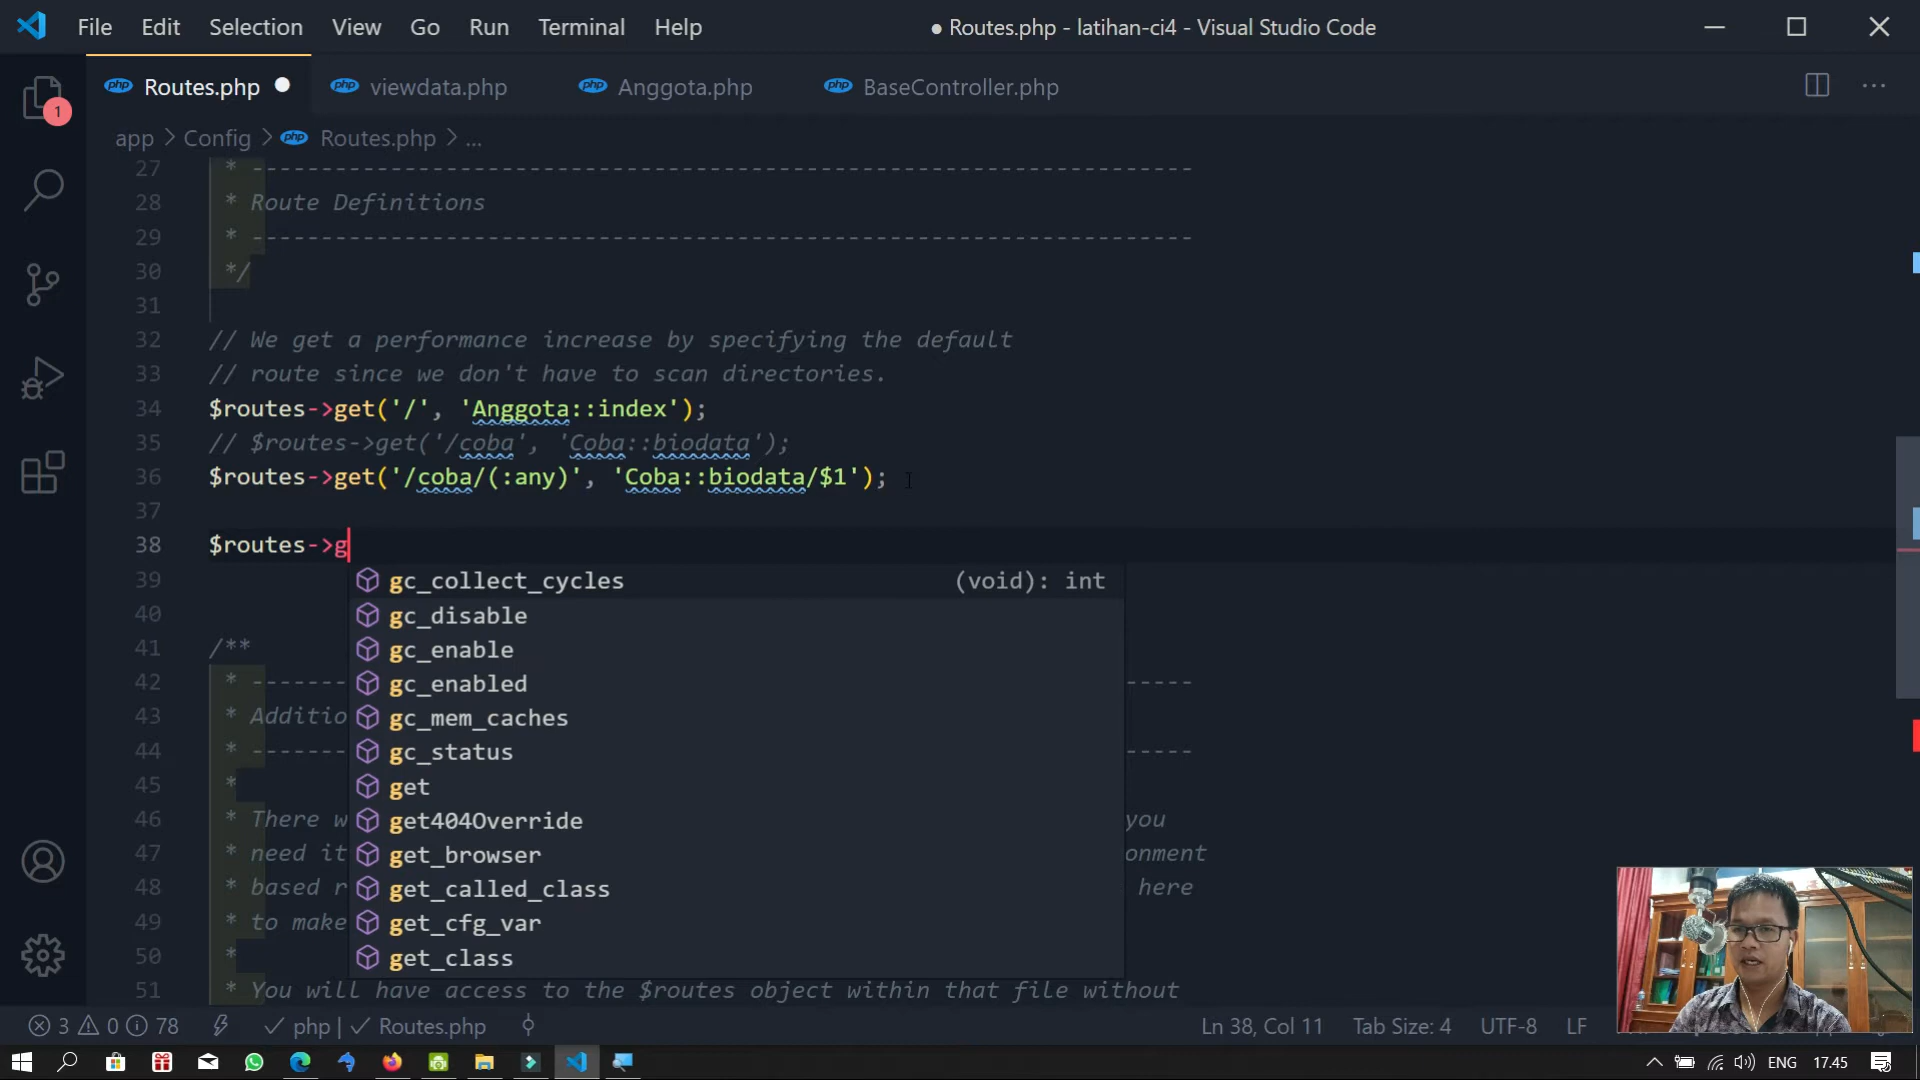 File Edit Selection View Go Run Terminal Help ● Routes.php - latihan-ci4 - Visual Studio Code
Routes.php viewdata.php Anggota.php BaseController.php
1
app > Config > Routes.php > ...
27 * ---------------------------------------------------------------------
28 * Route Definitions
29 * ---------------------------------------------------------------------
30 */
31
32 // We get a performance increase by specifying the default
33 // route since we don't have to scan directories.
34 $routes->get('/', 'Anggota::index');
35 // $routes->get('/coba', 'Coba::biodata');
36 $routes->get('/coba/(:any)', 'Coba::biodata/$1');
37
38 $routes->g
39 gc_collect_cycles (void): int
40 gc_disable
41 /** gc_enable
42 * ------- gc_enabled -----
43 * Additio gc_mem_caches
44 * ------- gc_status -----
45 * get
46 * There w get404Override you
47 * need it get_browser onment
48 * based r get_called_class here
49 * to make get_cfg_var
50 * get_class
51 * You will have access to the $routes object within that file without
3 0 78 php | Routes.php Ln 38, Col 11 Tab Size: 4 UTF-8 LF
ENG 17.45